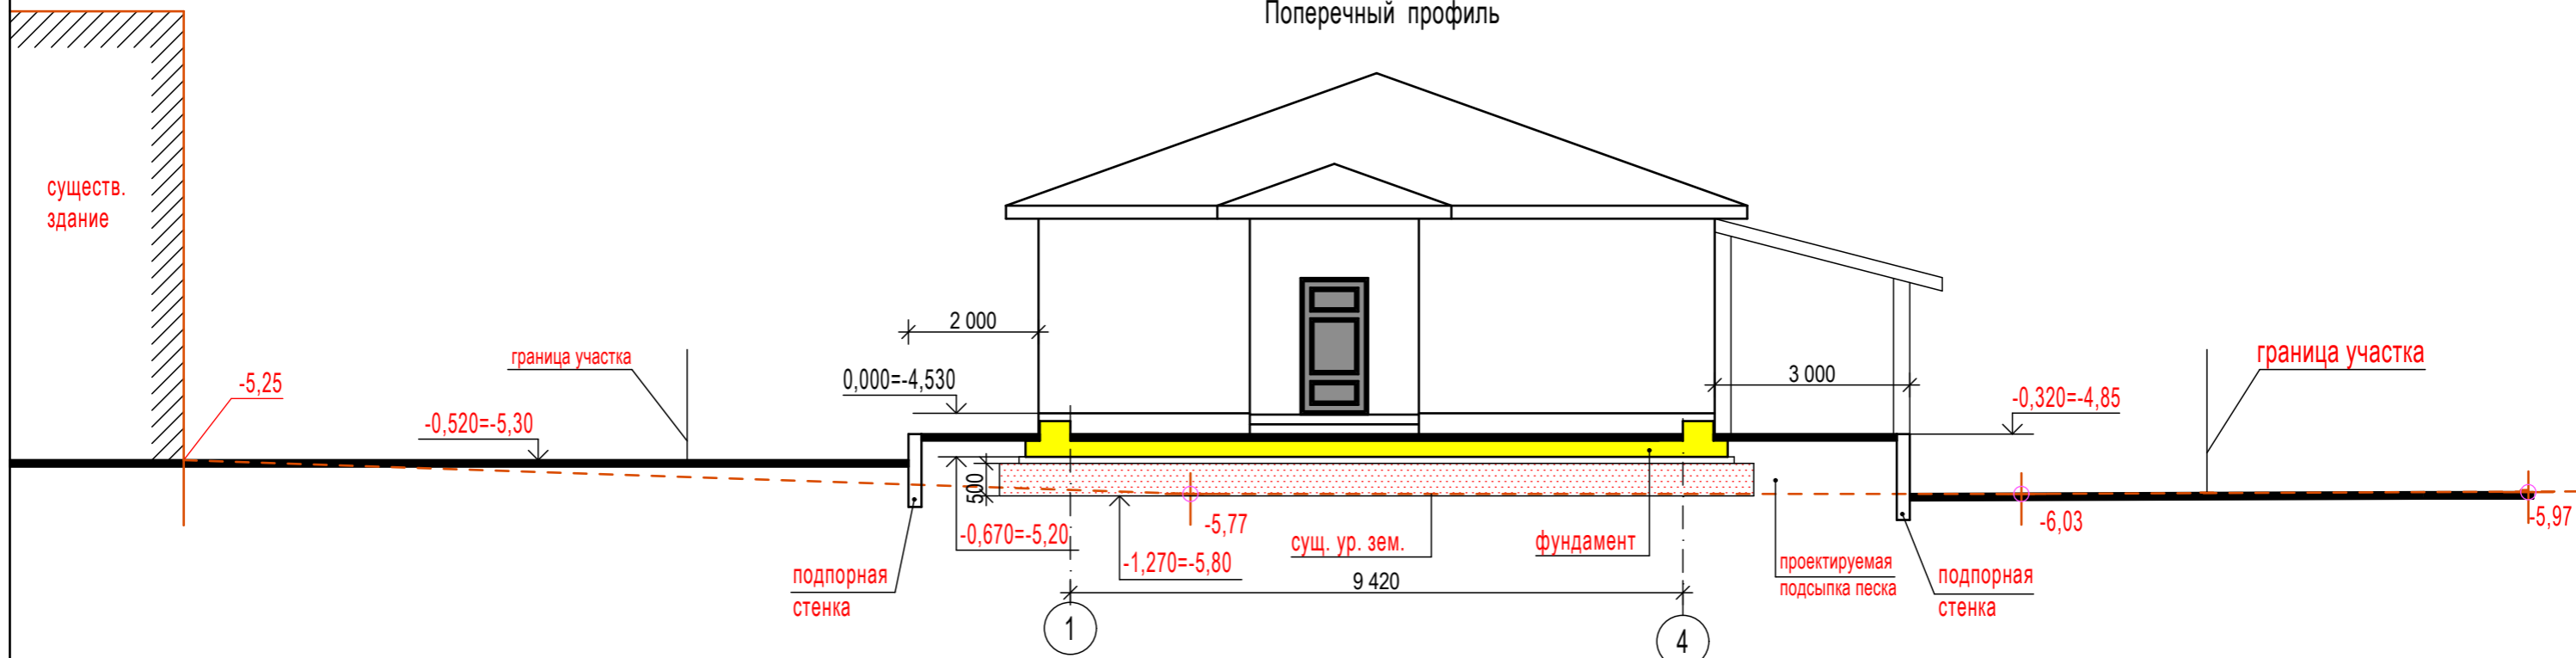 Поперечный профиль
существ.
здание
2 000
граница участка
граница участка
-5,25
0,000=-4,530
3 000
-0,320=-4,85
-0,520=-5,30
500
-0,670=-5,20
-5,77
сущ. ур. зем.
фундамент
-6,03
-5,97
-1,270=-5,80
проектируемая
подсыпка песка
подпорная
стенка
9 420
подпорная
стенка
1
4